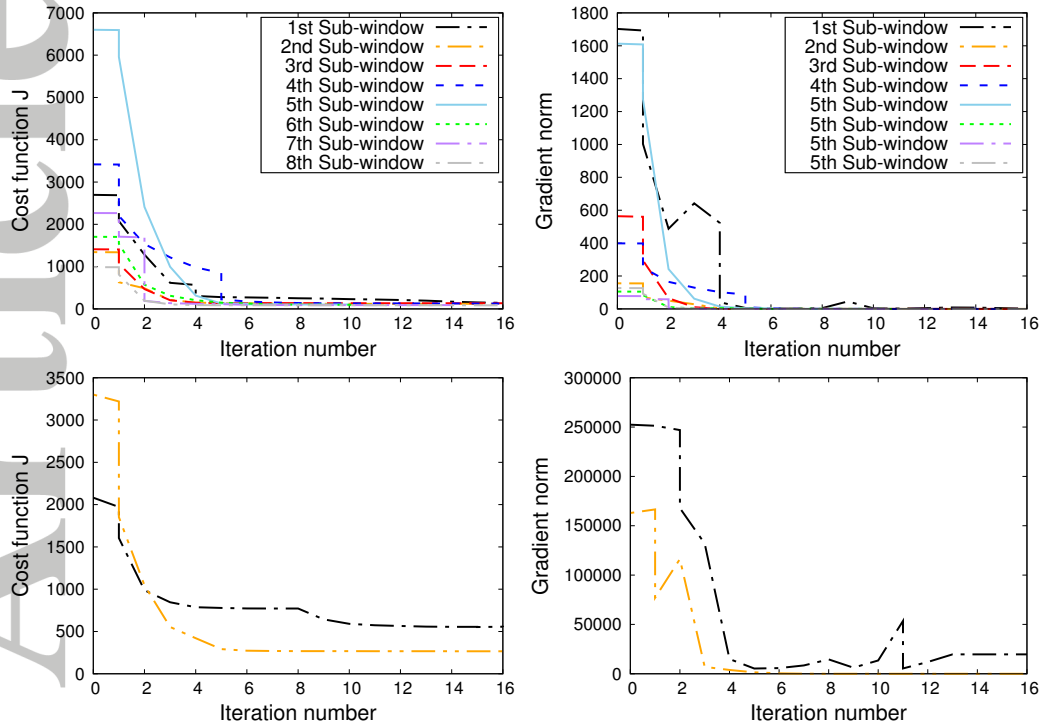 Article
7000
6000
5000
4000
3000
2000
1000
0
Cost function J
1st Sub-window
2nd Sub-window
3rd Sub-window
4th Sub-window
5th Sub-window
6th Sub-window
7th Sub-window
8th Sub-window
0 2 4 6 8 10 12 14 16
Iteration number
1800
1600
1400
1200
1000
800
600
400
200
0
Gradient norm
1st Sub-window
2nd Sub-window
3rd Sub-window
4th Sub-window
5th Sub-window
5th Sub-window
5th Sub-window
5th Sub-window
0 2 4 6 8 10 12 14 16
Iteration number
3500
3000
2500
2000
1500
1000
500
0
Cost function J
0 2 4 6 8 10 12 14 16
Iteration number
300000
250000
200000
150000
100000
50000
0
Gradient norm
0 2 4 6 8 10 12 14 16
Iteration number